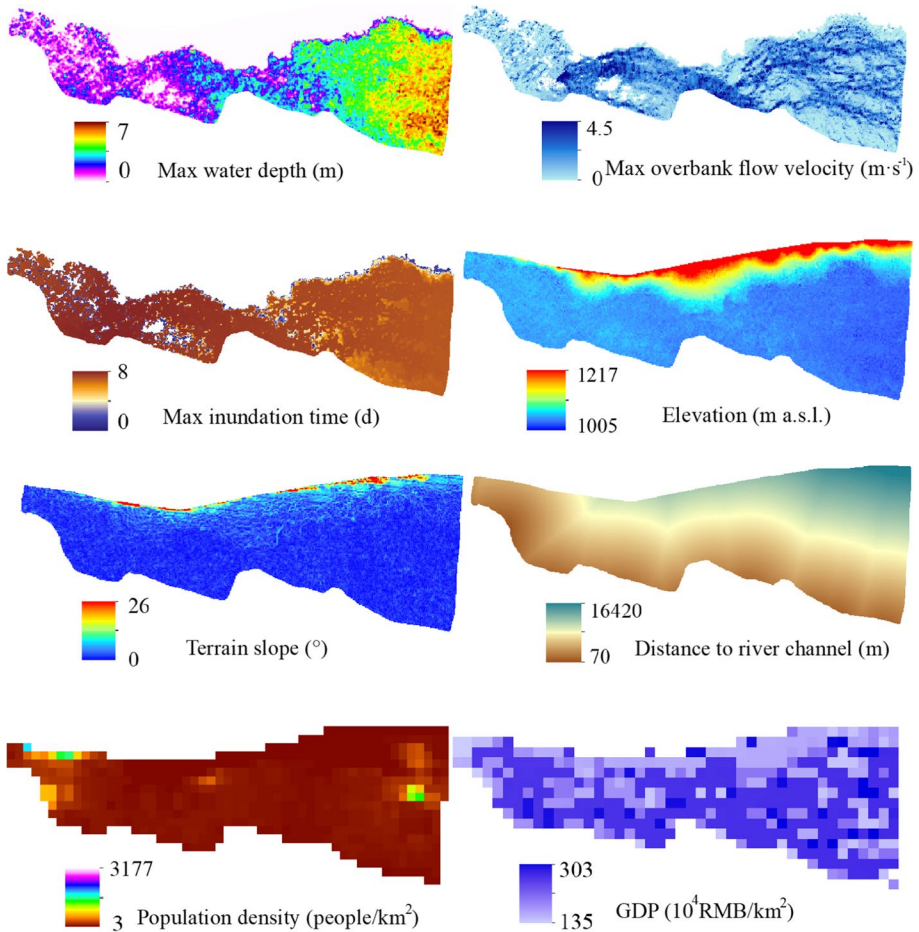 7
0
Max water depth (m)
4.5
0
Max overbank flow velocity (m·s⁻¹)
8
0
Max inundation time (d)
1217
1005
Elevation (m a.s.l.)
26
0
Terrain slope (°)
16420
70
Distance to river channel (m)
3177
3
Population density (people/km²)
303
135
GDP (10⁴RMB/km²)